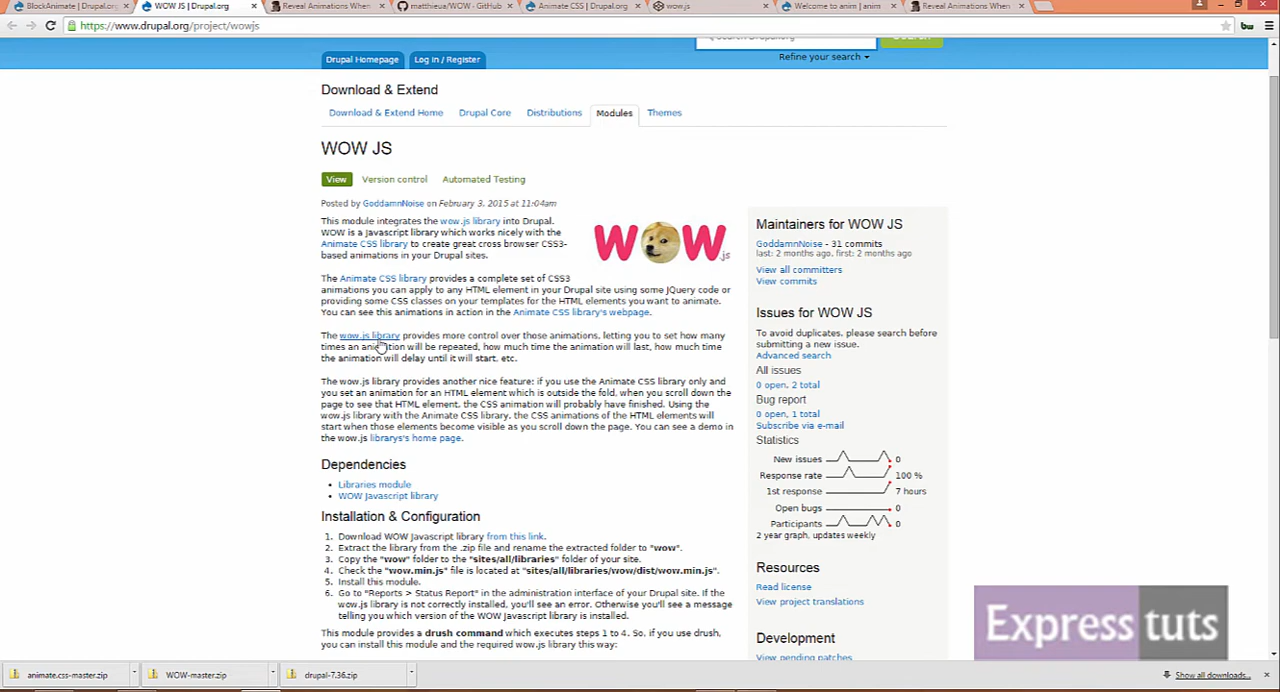 BlockAnimate | Drupal.org
WOW JS | Drupal.org
Reveal Animations When
matthieua/WOW · GitHub
Animate CSS | Drupal.org
wow.js
Welcome to anim | anim
Reveal Animations When
https://www.drupal.org/project/wowjs
Refine your search
Drupal Homepage
Log in / Register
Download & Extend
Download & Extend Home
Drupal Core
Distributions
Modules
Themes
WOW JS
View
Version control
Automated Testing
Posted by GoddamnNoise on February 3, 2015 at 11:04am
This module integrates the wow.js library into Drupal.
WOW is a Javascript library which works nicely with the
Animate CSS library to create great cross browser CSS3-
based animations in your Drupal sites.
WOW.js
The Animate CSS library provides a complete set of CSS3
animations you can apply to any HTML element in your Drupal site using some JQuery code or
providing some CSS classes on your templates for the HTML elements you want to animate.
You can see this animations in action in the Animate CSS library's webpage.
The wow.js library provides more control over those animations, letting you to set how many
times an animation will be repeated, how much time the animation will last, how much time
the animation will delay until it will start, etc.
The wow.js library provides another nice feature: if you use the Animate CSS library only and
you set an animation for an HTML element which is outside the fold, when you scroll down the
page to see that HTML element, the CSS animation will probably have finished. Using the
wow.js library with the Animate CSS library, the CSS animations of the HTML elements will
start when those elements become visible as you scroll down the page. You can see a demo in
the wow.js librarys's home page.
Dependencies
• Libraries module
• WOW Javascript library
Installation & Configuration
1. Download WOW Javascript library from this link.
2. Extract the library from the .zip file and rename the extracted folder to "wow".
3. Copy the "wow" folder to the "sites/all/libraries" folder of your site.
4. Check the "wow.min.js" file is located at "sites/all/libraries/wow/dist/wow.min.js".
5. Install this module.
6. Go to "Reports > Status Report" in the administration interface of your Drupal site. If the
wow.js library is not correctly installed, you'll see an error. Otherwise you'll see a message
telling you which version of the WOW Javascript library is installed.
This module provides a drush command which executes steps 1 to 4. So, if you use drush,
you can install this module and the required wow.js library this way:
Maintainers for WOW JS
GoddamnNoise - 31 commits
last: 2 months ago, first: 2 months ago
View all committers
View commits
Issues for WOW JS
To avoid duplicates, please search before
submitting a new issue.
Advanced search
All issues
0 open, 2 total
Bug report
0 open, 1 total
Subscribe via e-mail
Statistics
New issues 0
Response rate 100 %
1st response 7 hours
Open bugs 0
Participants 0
2 year graph, updates weekly
Resources
Read license
View project translations
Development
View pending patches
Express tuts
animate.css-master.zip
WOW-master.zip
drupal-7.36.zip
Show all downloads...